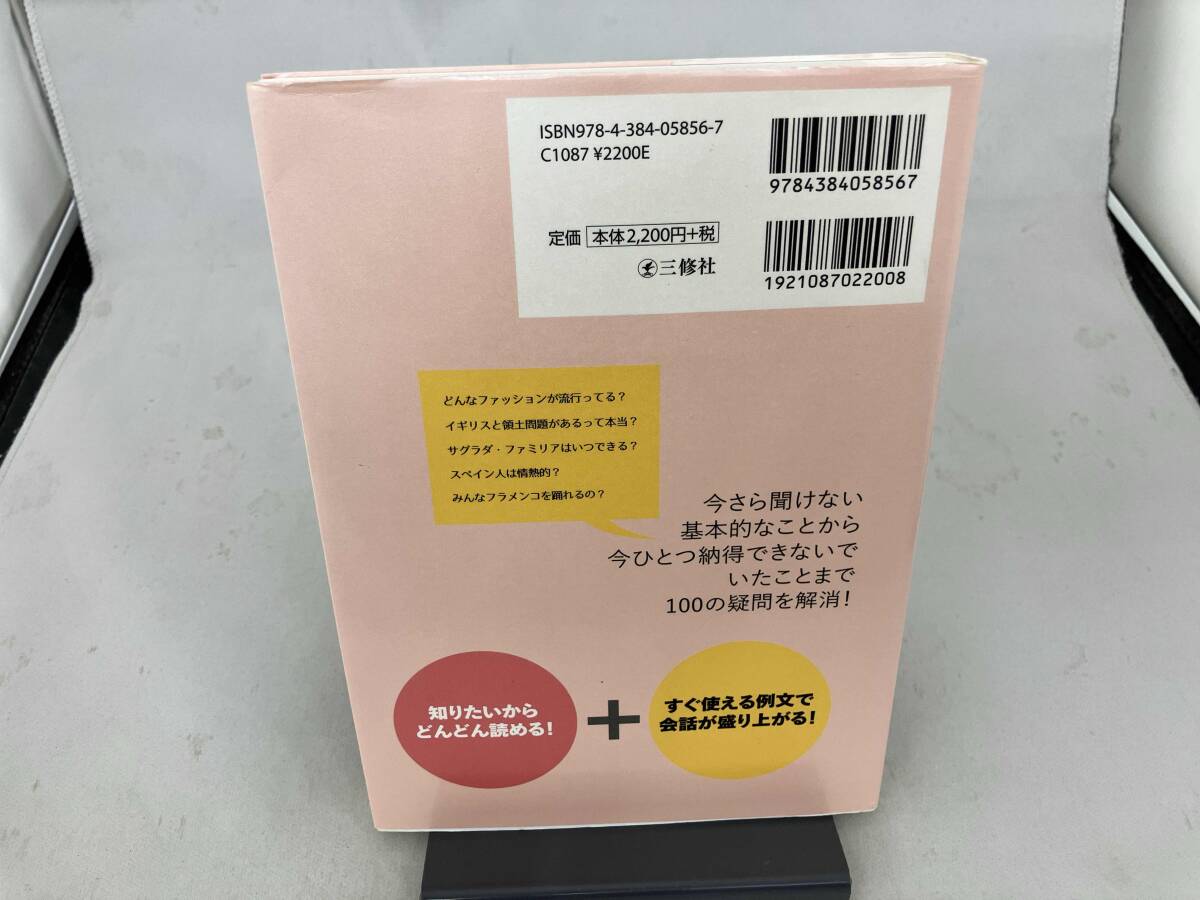 ISBN978-4-384-05856-7
C1087 ¥2200E
9784384058567
定価 本体2,200円+税
三修社
1921087022008
どんなファッションが流行ってる？
イギリスと領土問題があるって本当？
サグラダ・ファミリアはいつできる？
スペイン人は情熱的？
みんなフラメンコを踊れるの？
今さら聞けない
基本的なことから
今ひとつ納得できないで
いたことまで
100の疑問を解消！
知りたいから
どんどん読める！
+
すぐ使える例文で
会話が盛り上がる！